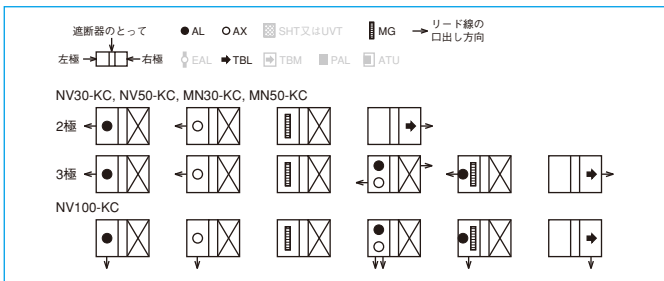 遮断器のとって
AL AX SHT又はUVT MG リード線の口出し方向
左極 右極 EAL TBL TBM PAL ATU
NV30-KC, NV50-KC, MN30-KC, MN50-KC
2極
3極
NV100-KC